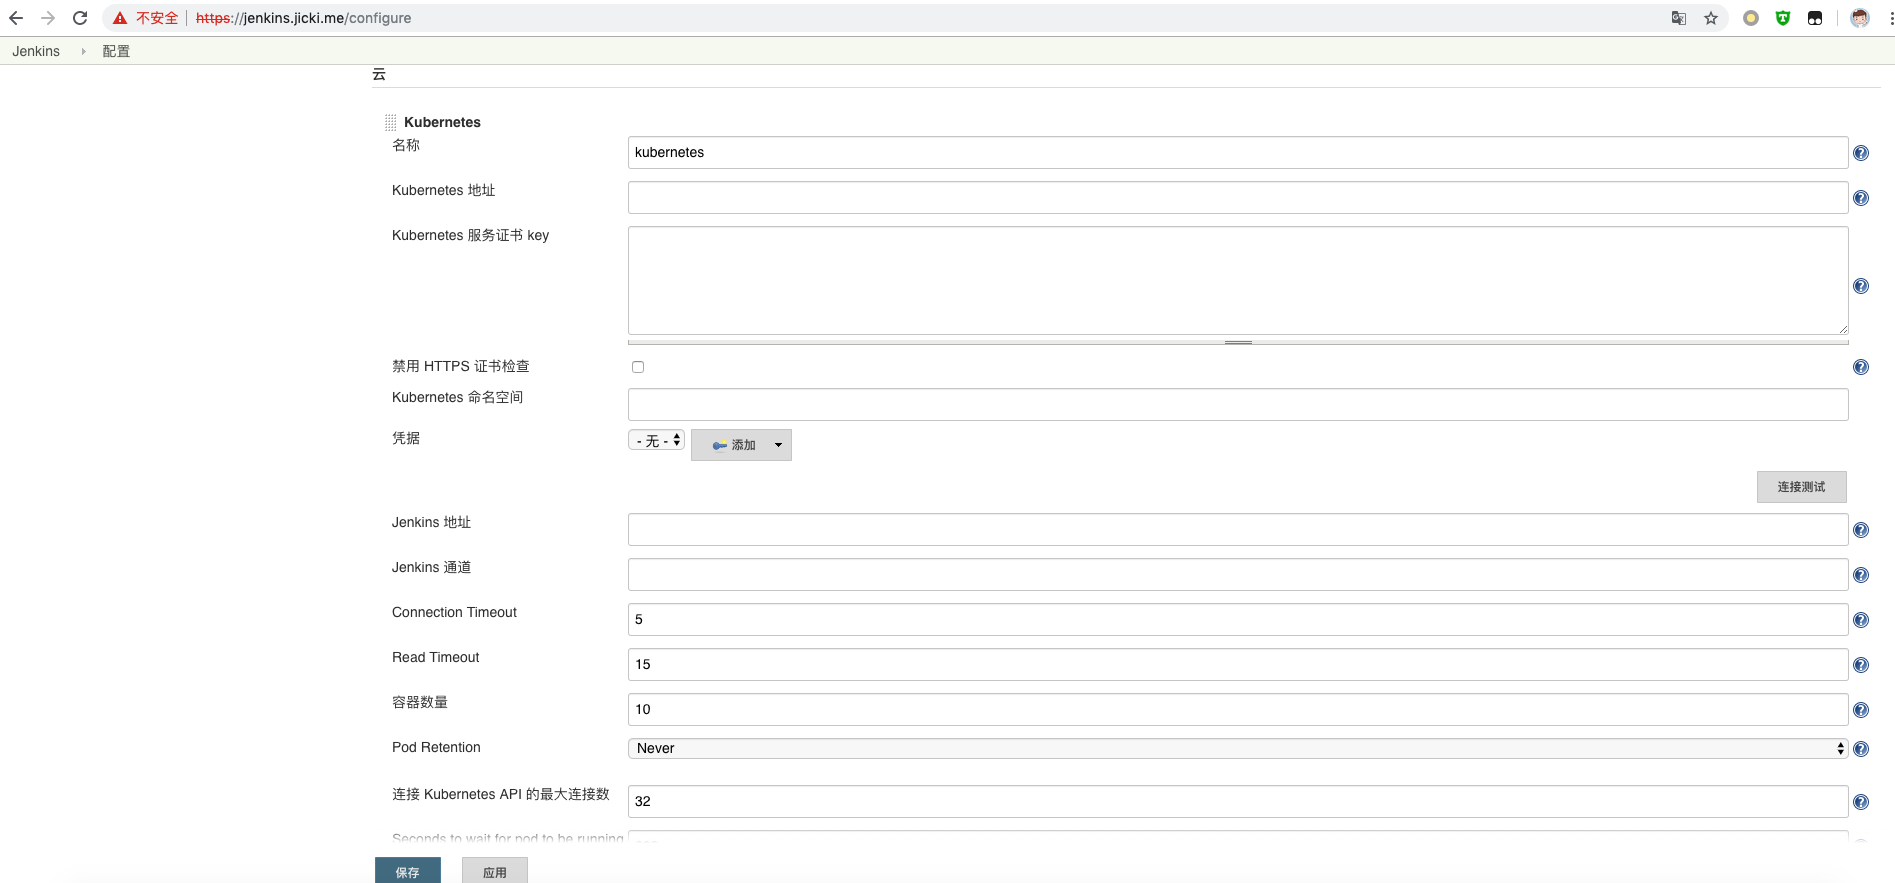 不安全 https://jenkins.jicki.me/configure
Jenkins 配置
云
Kubernetes
名称 kubernetes
Kubernetes 地址
Kubernetes 服务证书 key
禁用 HTTPS 证书检查
Kubernetes 命名空间
凭据 - 无 - 添加
连接测试
Jenkins 地址
Jenkins 通道
Connection Timeout 5
Read Timeout 15
容器数量 10
Pod Retention Never
连接 Kubernetes API 的最大连接数 32
Seconds to wait for pod to be running
保存 应用